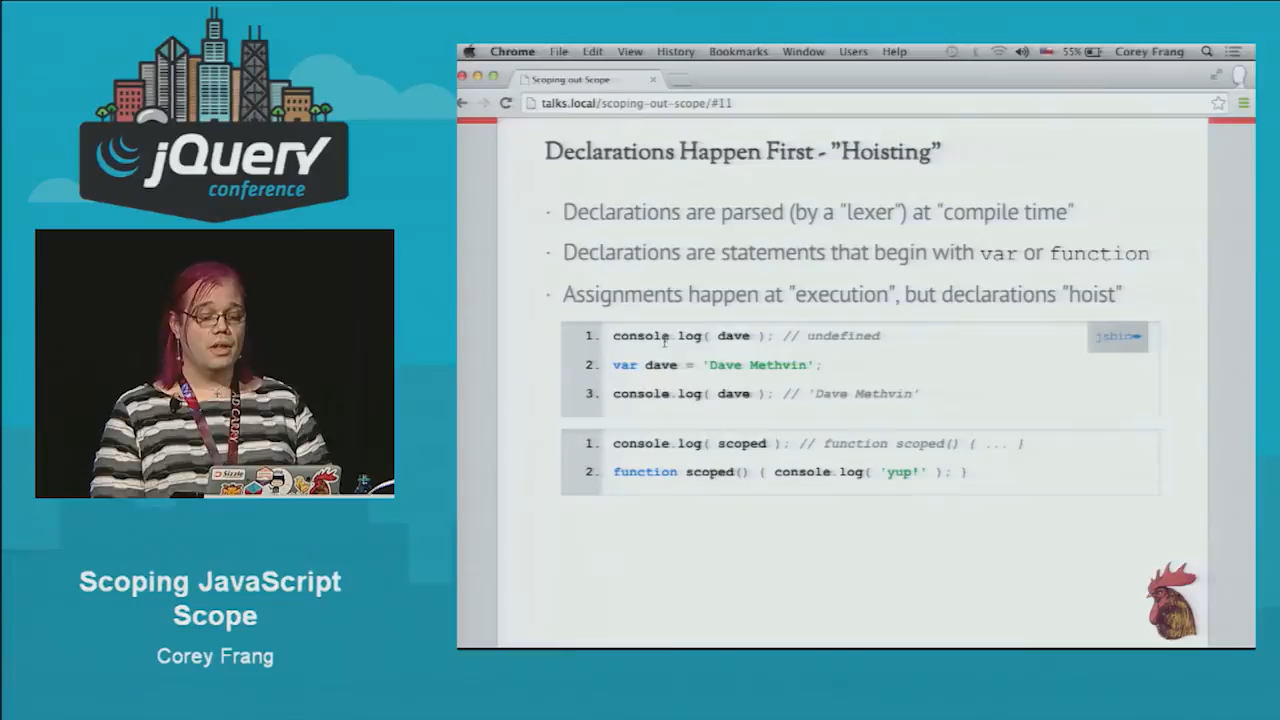 jQuery
conference
Scoping JavaScript
Scope
Corey Frang
AD CARRY
Sizzle
Chrome File Edit View History Bookmarks Window Users Help 55% Corey Frang
Scoping out Scope
talks.local/scoping-out-scope/#11
Declarations Happen First - "Hoisting"
· Declarations are parsed (by a "lexer") at "compile time"
· Declarations are statements that begin with var or function
· Assignments happen at "execution", but declarations "hoist"
1. console.log( dave ); // undefined
jsbin
2. var dave = 'Dave Methvin';
3. console.log( dave ); // 'Dave Methvin'
1. console.log( scoped ); // function scoped() { ... }
2. function scoped() { console.log( 'yup!' ); }